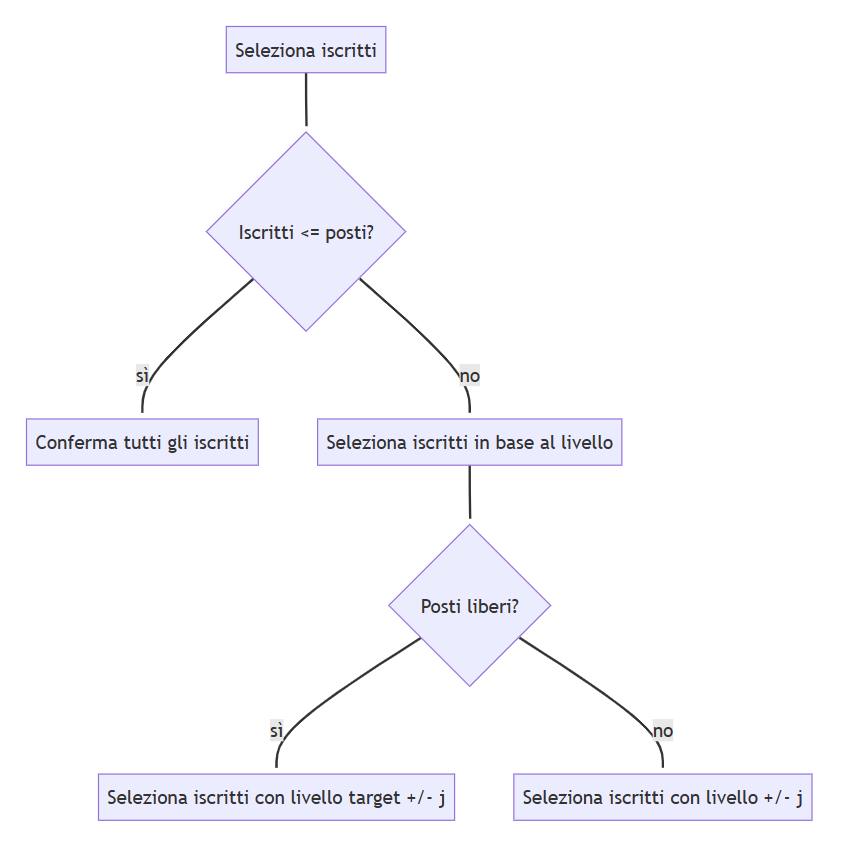 Seleziona iscritti
Iscritti <= posti?
sì
no
Conferma tutti gli iscritti
Seleziona iscritti in base al livello
Posti liberi?
sì
no
Seleziona iscritti con livello target +/- j
Seleziona iscritti con livello +/- j